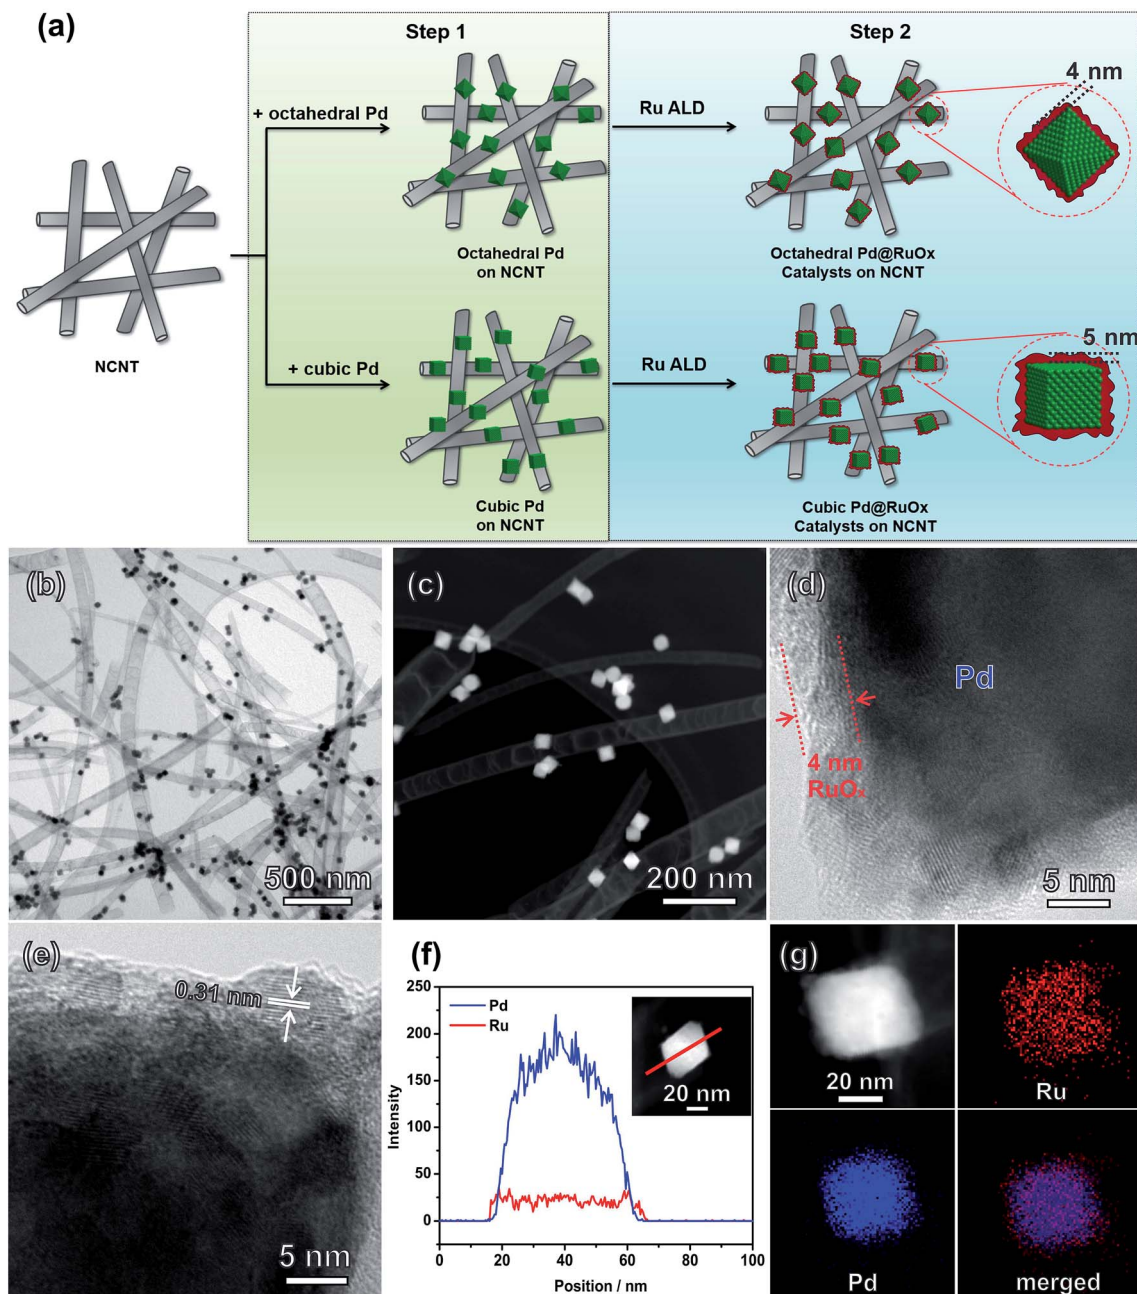 (a)
Step 1
Step 2
4 nm
+ octahedral Pd
Ru ALD
Octahedral Pd
on NCNT
Octahedral Pd@RuOx
Catalysts on NCNT
NCNT
5 nm
+ cubic Pd
Ru ALD
Cubic Pd
on NCNT
Cubic Pd@RuOx
Catalysts on NCNT
(b)
500 nm
(c)
200 nm
(d)
Pd
4 nm
RuOx
5 nm
(e)
0.31 nm
5 nm
(f)
250
200
150
100
50
25
0
Intensity
Pd
Ru
20 nm
0
20
40
60
80
100
Position / nm
(g)
20 nm
Ru
Pd
merged